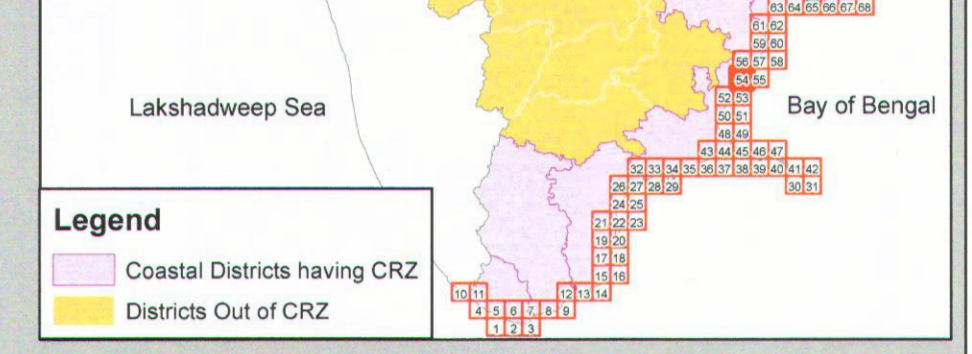 63 64 65 66 67 68
61 62
59 60
56 57 58
54 55
Lakshadweep Sea
52 53
Bay of Bengal
50 51
48 49
43 44 45 46 47
32 33 34 35 36 37 38 39 40 41 42
26 27 28 29 30 31
24 25
Legend
21 22 23
19 20
17 18
Coastal Districts having CRZ
15 16
10 11 12 13 14
Districts Out of CRZ
4 5 6 7 8 9
1 2 3